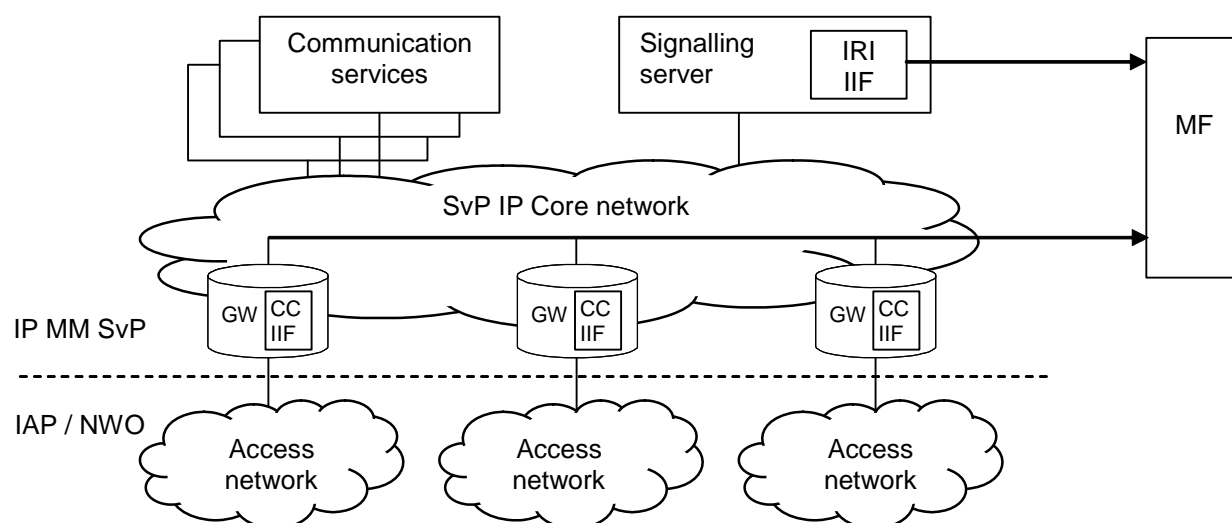 Communication
services
Signalling
server
IRI
IIF
MF
SvP IP Core network
GW
CC
IIF
GW
CC
IIF
GW
CC
IIF
IP MM SvP
IAP / NWO
Access
network
Access
network
Access
network